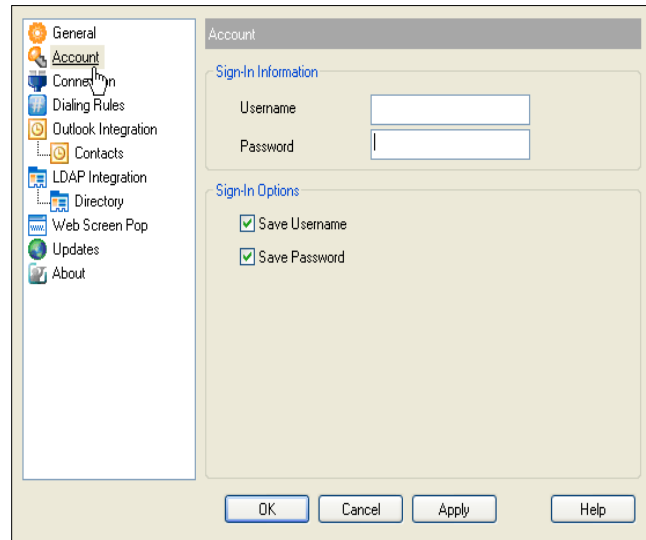 General
Account
Connection
Dialing Rules
Outlook Integration
Contacts
LDAP Integration
Directory
Web Screen Pop
Updates
About
Account
Sign-In Information
Username
Password
Sign-In Options
Save Username
Save Password
OK
Cancel
Apply
Help